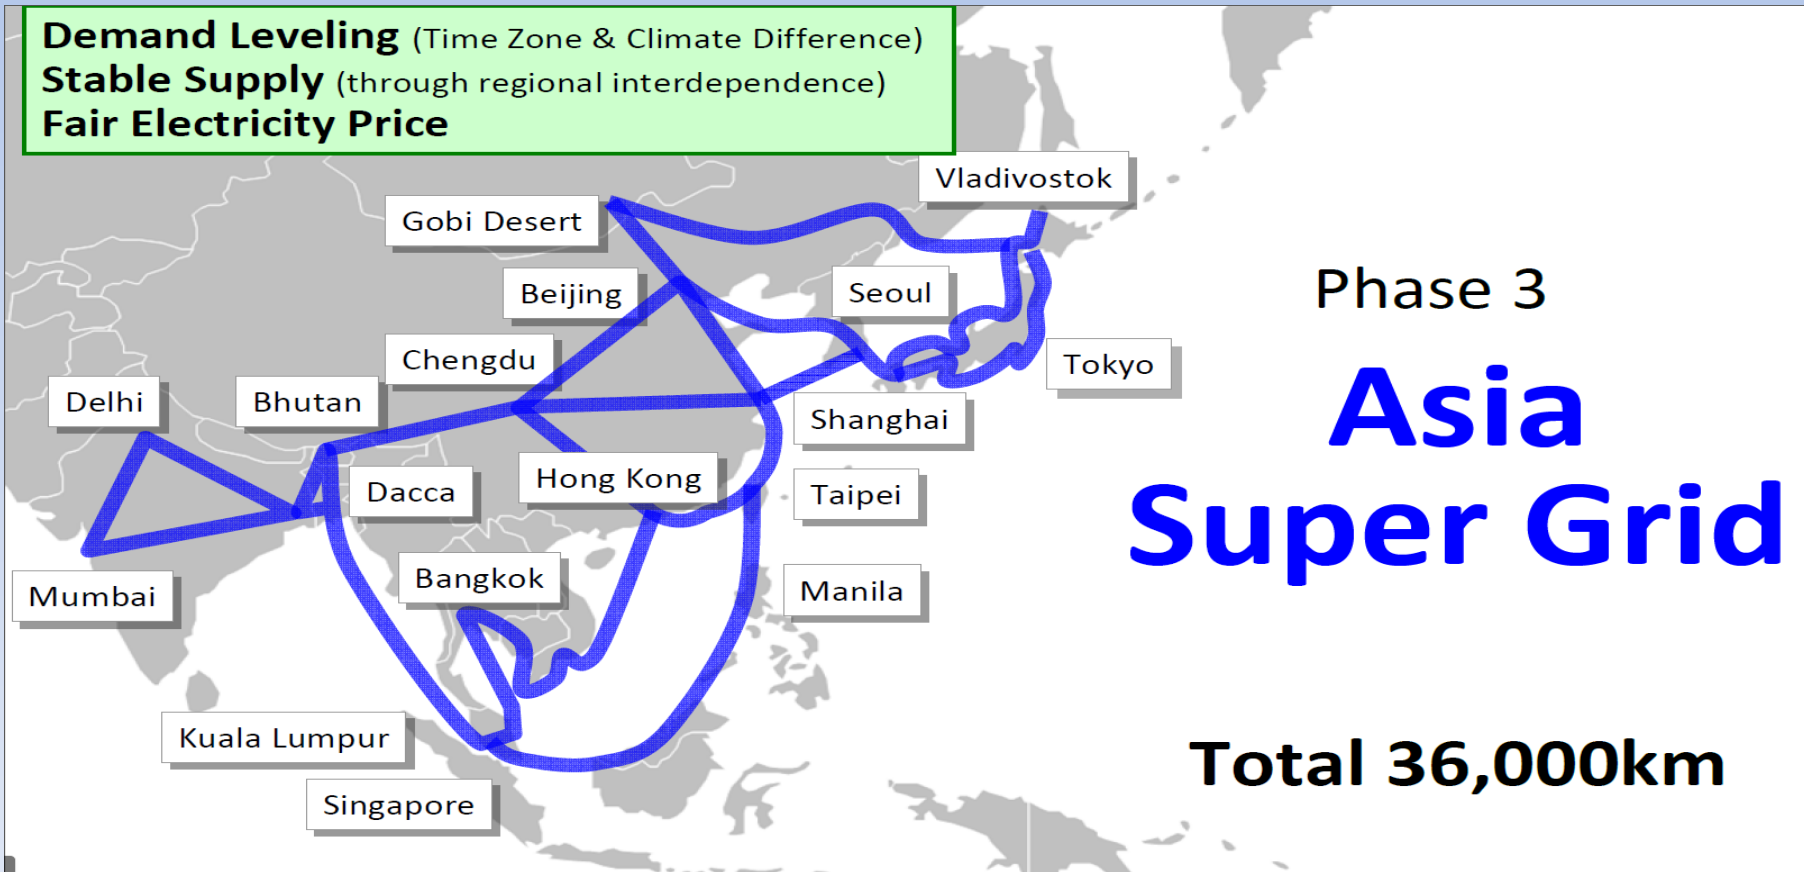 Demand Leveling (Time Zone & Climate Difference)
Stable Supply (through regional interdependence)
Fair Electricity Price
Vladivostok
Gobi Desert
Beijing
Seoul
Phase 3
Chengdu
Tokyo
Delhi
Bhutan
Shanghai
Asia
Super Grid
Dacca
Hong Kong
Taipei
Bangkok
Manila
Mumbai
Kuala Lumpur
Singapore
Total 36,000km